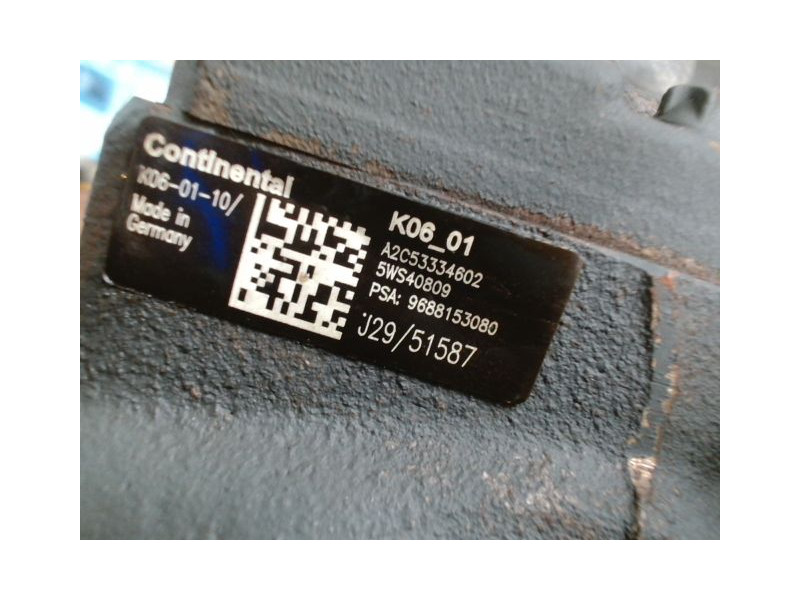 Continental
K06-01-10/
Made in
Germany
K06_01
A2C53334602
5WS40809
PSA: 9688153080
J29/51587